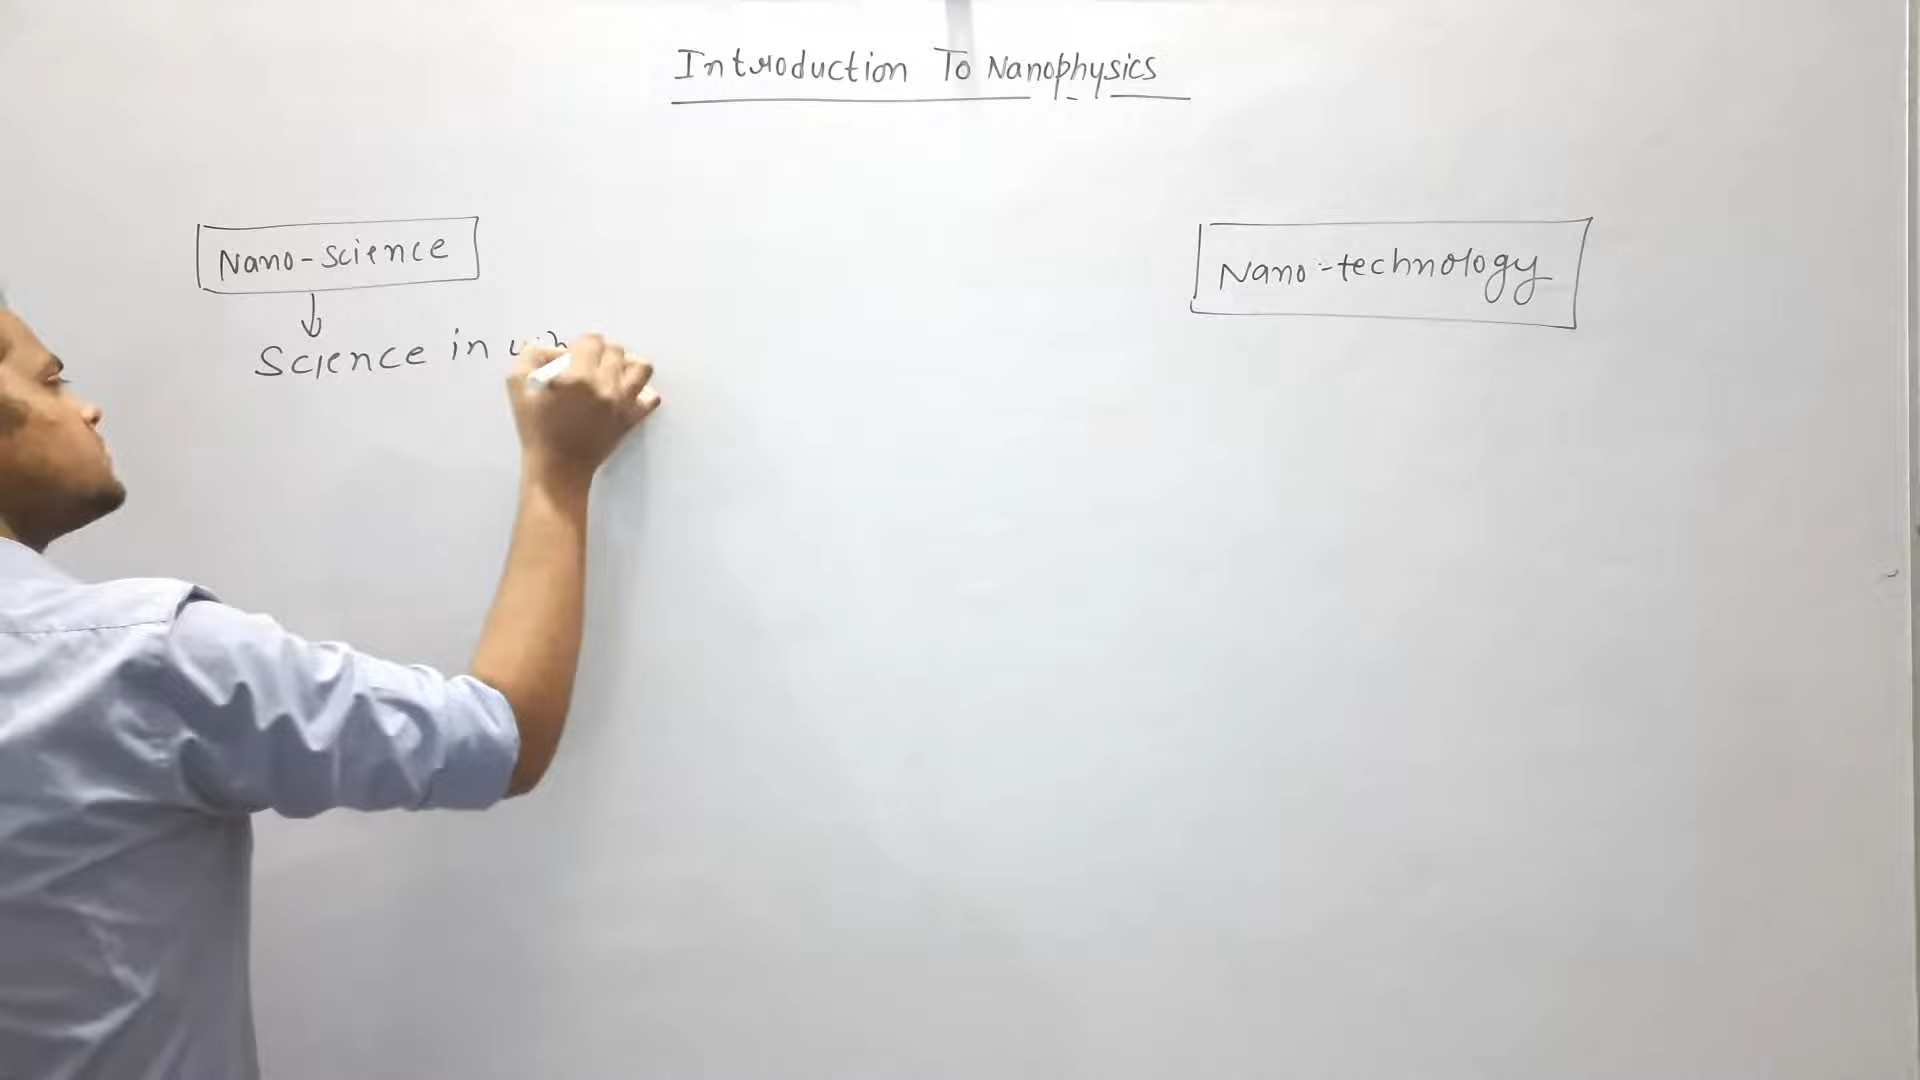 Introduction To Nanophysics
Nano-science
Nano-technology
Science in